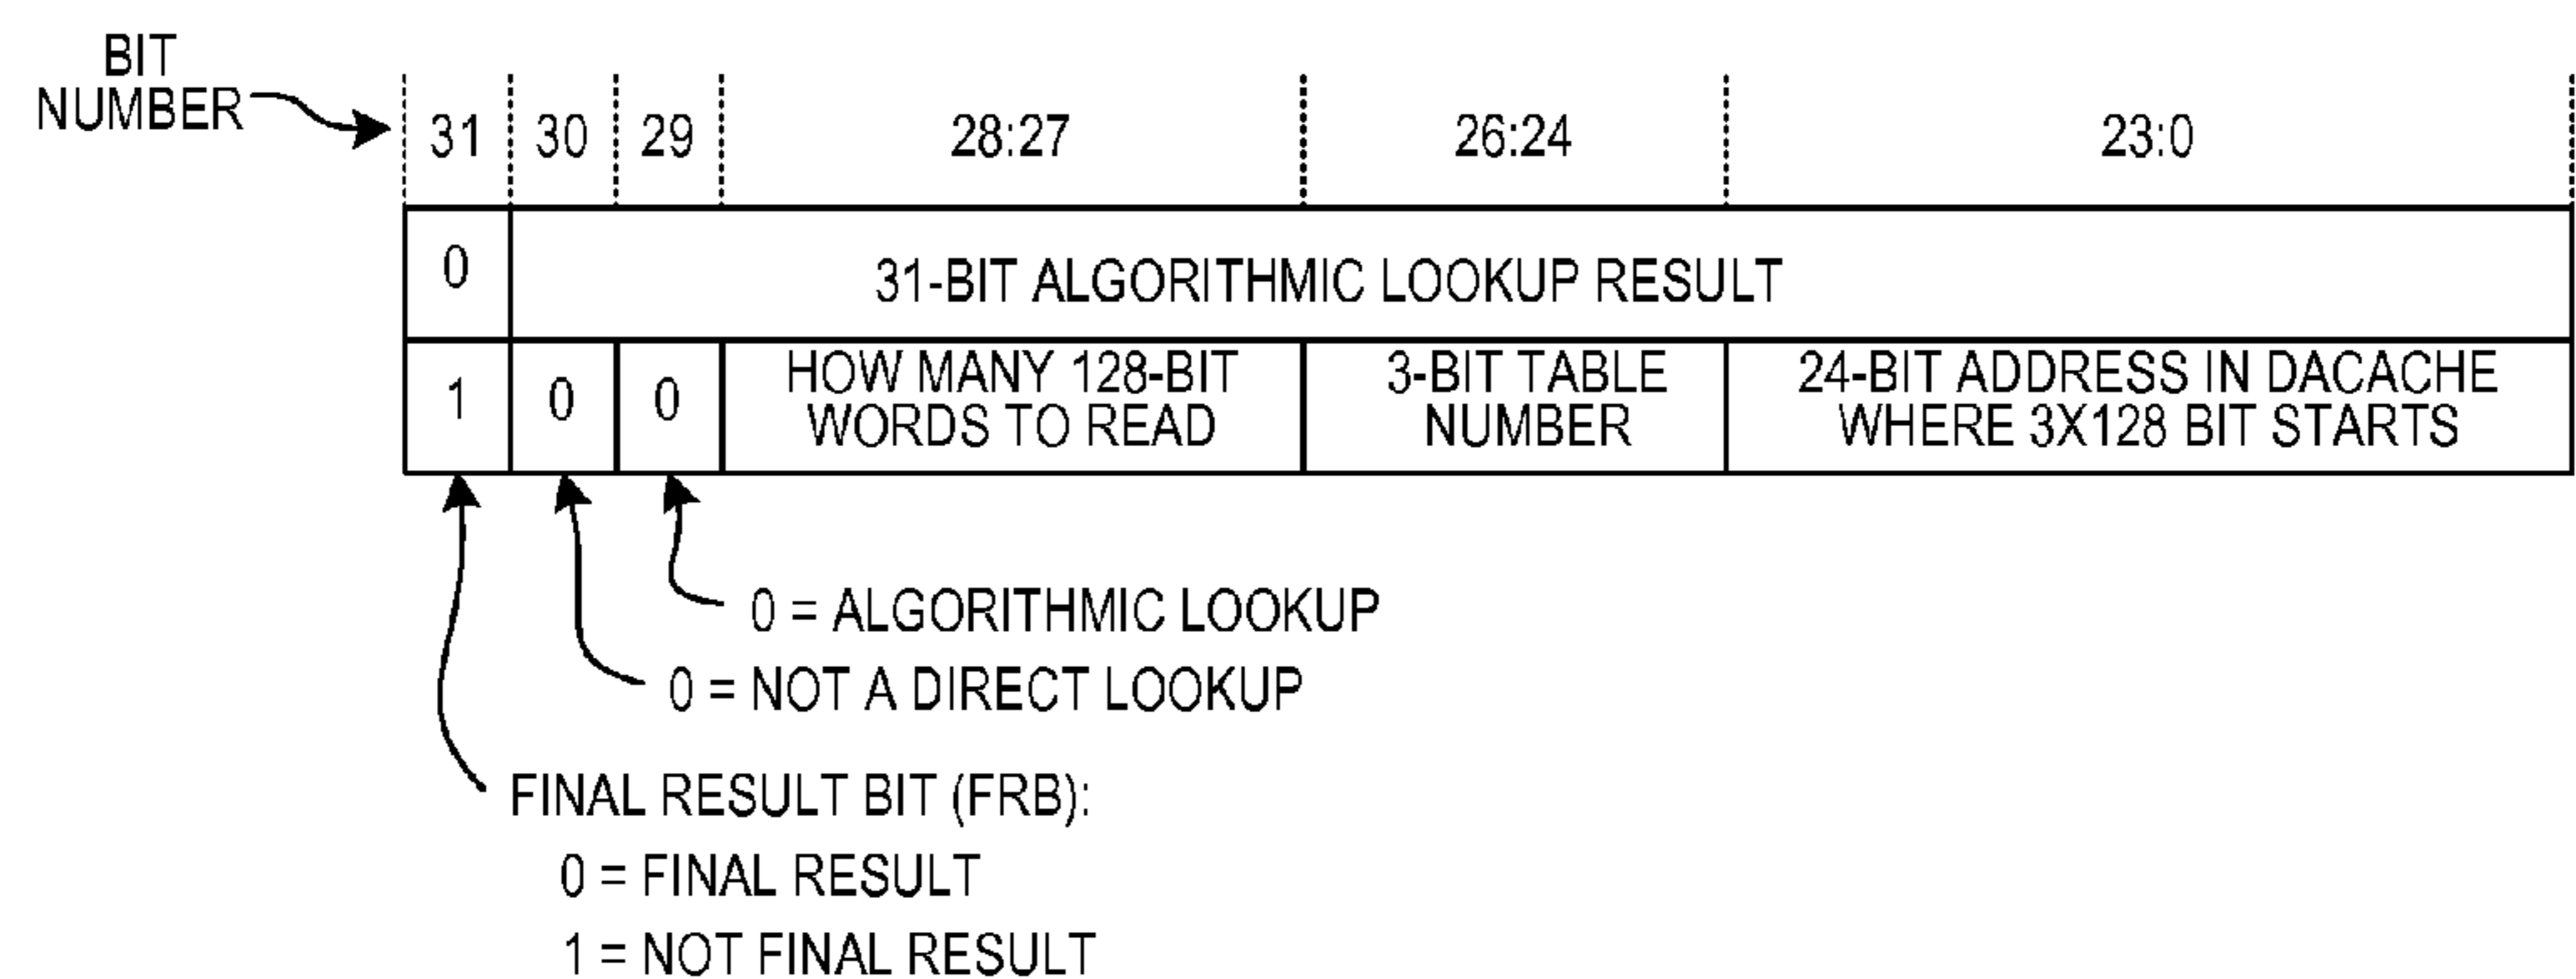 BIT
NUMBER
31 30 29 28:27 26:24 23:0
0 31-BIT ALGORITHMIC LOOKUP RESULT
1 0 0
HOW MANY 128-BIT
WORDS TO READ
3-BIT TABLE
NUMBER
24-BIT ADDRESS IN DACACHE
WHERE 3X128 BIT STARTS
0 = ALGORITHMIC LOOKUP
0 = NOT A DIRECT LOOKUP
FINAL RESULT BIT (FRB):
0 = FINAL RESULT
1 = NOT FINAL RESULT